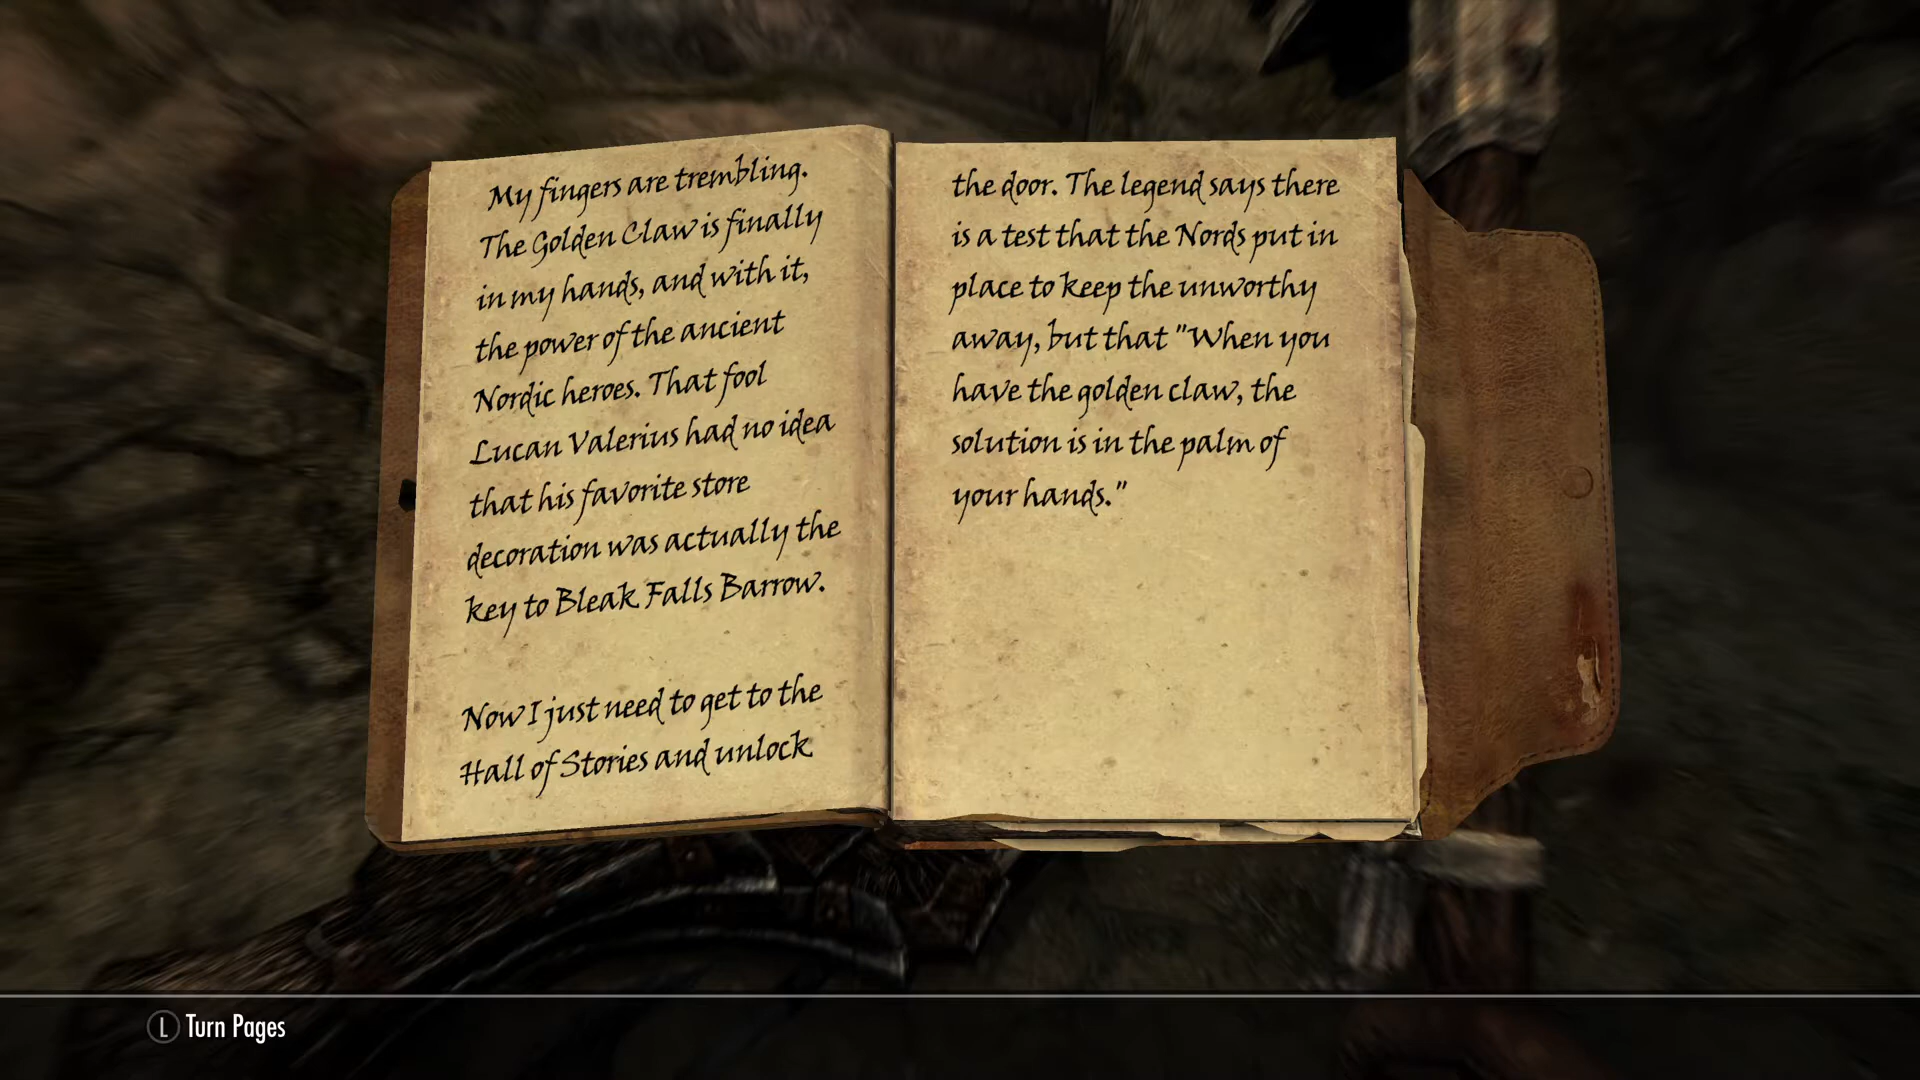 My fingers are trembling.
The Golden Claw is finally
in my hands, and with it,
the power of the ancient
Nordic heroes. That fool
Lucan Valerius had no idea
that his favorite store
decoration was actually the
key to Bleak Falls Barrow.
Now I just need to get to the
Hall of Stories and unlock
the door. The legend says there
is a test that the Nords put in
place to keep the unworthy
away, but that "When you
have the golden claw, the
solution is in the palm of
your hands."
L Turn Pages